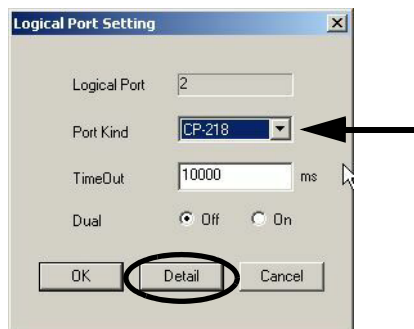 Logical Port Setting
Logical Port 2
Port Kind CP-218
TimeOut 10000 ms
Dual Off On
OK Detail Cancel